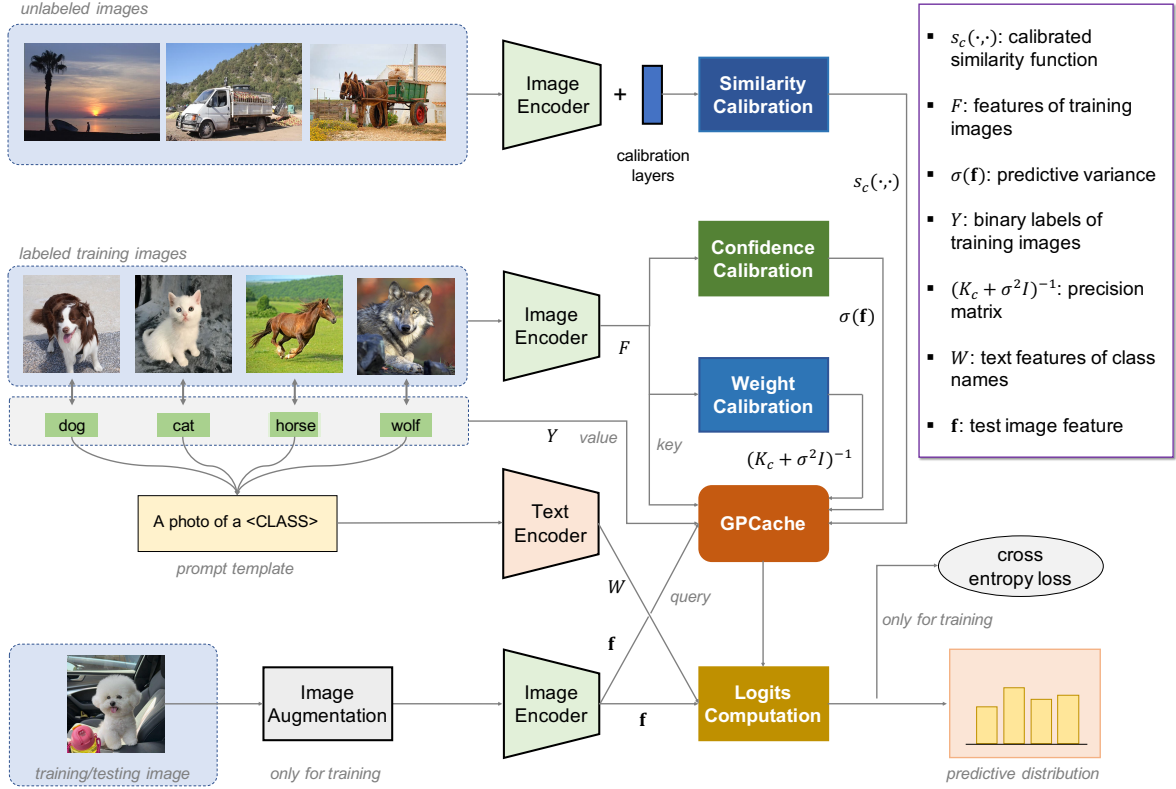 unlabeled images
Image
Encoder
+
calibration
layers
Similarity
Calibration
s_c(·,·)
▪ s_c(·,·): calibrated
similarity function
▪ F: features of training
images
▪ σ(𝐟): predictive variance
▪ Y: binary labels of
training images
▪ (K_c + σ²I)⁻¹: precision
matrix
▪ W: text features of class
names
▪ 𝐟: test image feature
labeled training images
Image
Encoder
F
Confidence
Calibration
σ(𝐟)
Weight
Calibration
(K_c + σ²I)⁻¹
dog
cat
horse
wolf
Y
value
key
A photo of a <CLASS>
prompt template
Text
Encoder
W
GPCache
query
𝐟
cross
entropy loss
only for training
training/testing image
Image
Augmentation
only for training
Image
Encoder
𝐟
Logits
Computation
predictive distribution